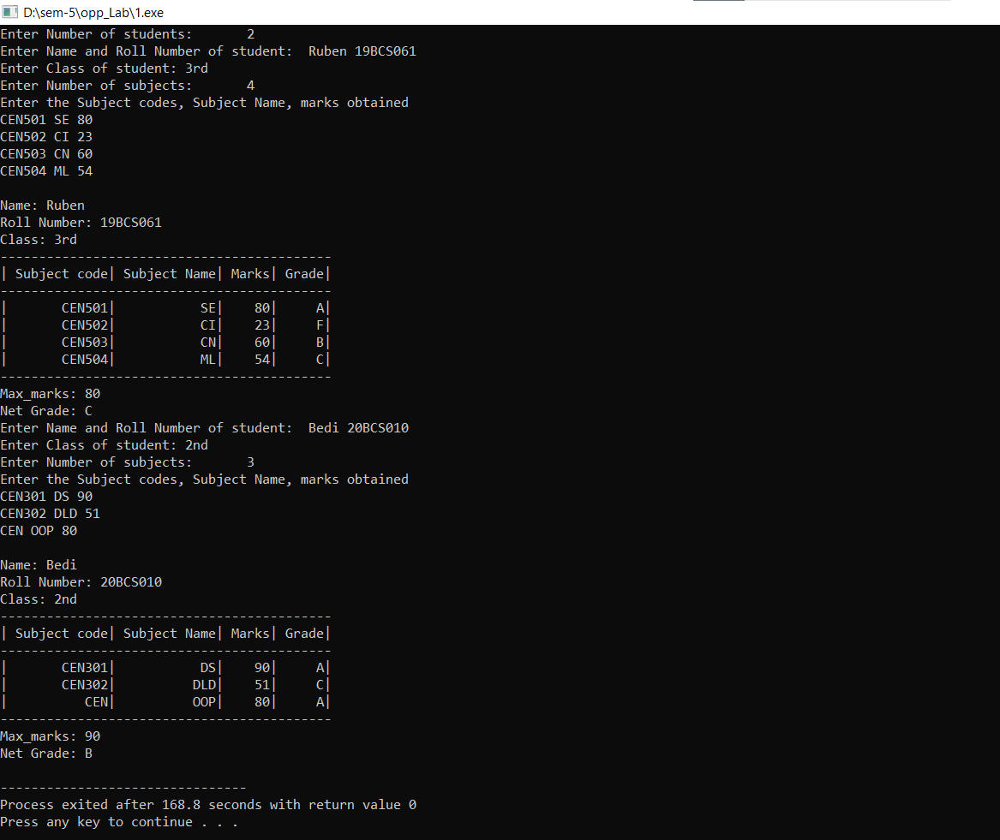 D:\sem-5\opp_Lab\1.exe
Enter Number of students:       2
Enter Name and Roll Number of student:  Ruben 19BCS061
Enter Class of student: 3rd
Enter Number of subjects:       4
Enter the Subject codes, Subject Name, marks obtained
CEN501 SE 80
CEN502 CI 23
CEN503 CN 60
CEN504 ML 54

Name: Ruben
Roll Number: 19BCS061
Class: 3rd
-------------------------------------------
| Subject code| Subject Name| Marks| Grade|
-------------------------------------------
|       CEN501|           SE|    80|     A|
|       CEN502|           CI|    23|     F|
|       CEN503|           CN|    60|     B|
|       CEN504|           ML|    54|     C|
-------------------------------------------
Max_marks: 80
Net Grade: C
Enter Name and Roll Number of student:  Bedi 20BCS010
Enter Class of student: 2nd
Enter Number of subjects:       3
Enter the Subject codes, Subject Name, marks obtained
CEN301 DS 90
CEN302 DLD 51
CEN OOP 80

Name: Bedi
Roll Number: 20BCS010
Class: 2nd
-------------------------------------------
| Subject code| Subject Name| Marks| Grade|
-------------------------------------------
|       CEN301|           DS|    90|     A|
|       CEN302|          DLD|    51|     C|
|          CEN|          OOP|    80|     A|
-------------------------------------------
Max_marks: 90
Net Grade: B

--------------------------------
Process exited after 168.8 seconds with return value 0
Press any key to continue . . .